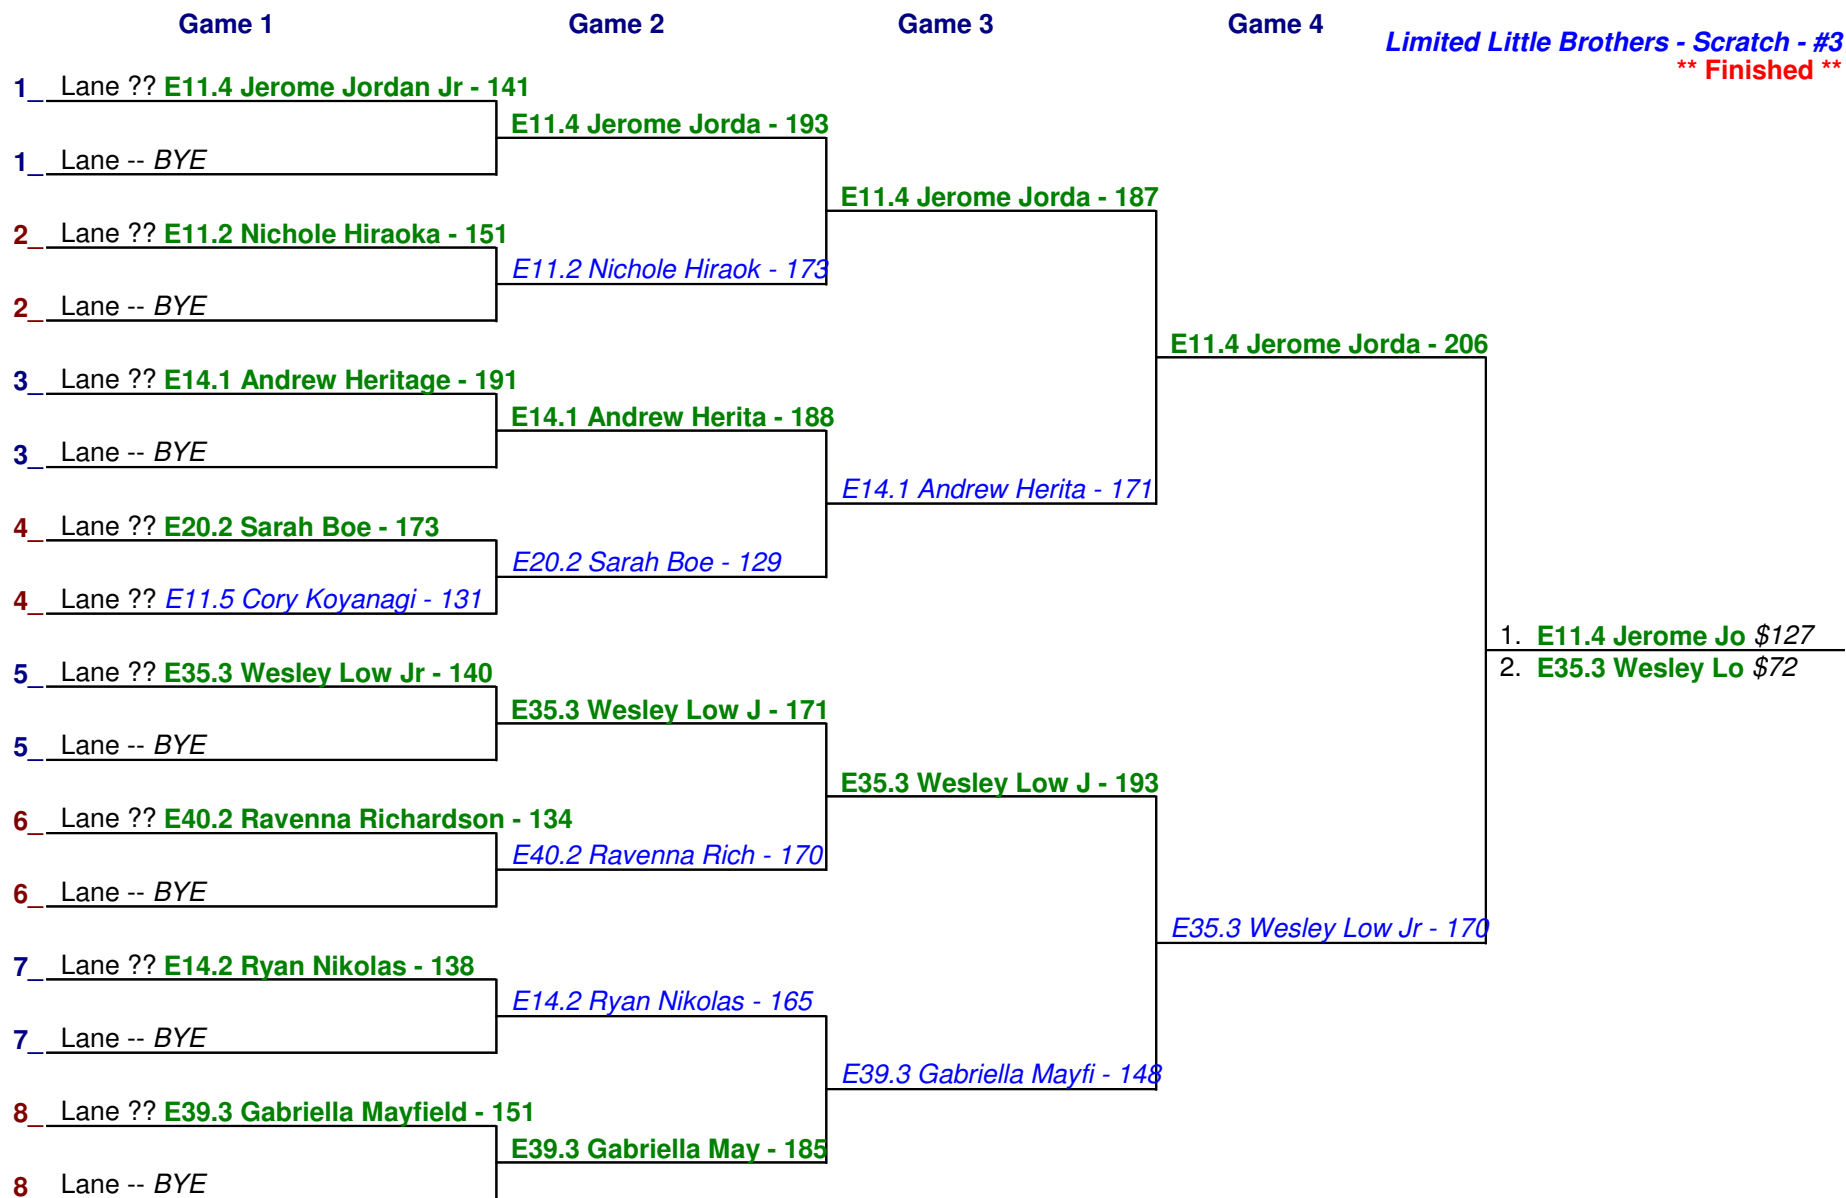 Game 1 Game 2 Game 3 Game 4
Limited Little Brothers - Scratch - #3
** Finished **
1_ Lane ?? E11.4 Jerome Jordan Jr - 141
E11.4 Jerome Jorda - 193
1_ Lane -- BYE
E11.4 Jerome Jorda - 187
2_ Lane ?? E11.2 Nichole Hiraoka - 151
E11.2 Nichole Hiraok - 173
2_ Lane -- BYE
E11.4 Jerome Jorda - 206
3_ Lane ?? E14.1 Andrew Heritage - 191
E14.1 Andrew Herita - 188
3_ Lane -- BYE
E14.1 Andrew Herita - 171
4_ Lane ?? E20.2 Sarah Boe - 173
E20.2 Sarah Boe - 129
4_ Lane ?? E11.5 Cory Koyanagi - 131
1. E11.4 Jerome Jo $127
2. E35.3 Wesley Lo $72
5_ Lane ?? E35.3 Wesley Low Jr - 140
E35.3 Wesley Low J - 171
5_ Lane -- BYE
E35.3 Wesley Low J - 193
6_ Lane ?? E40.2 Ravenna Richardson - 134
E40.2 Ravenna Rich - 170
6_ Lane -- BYE
E35.3 Wesley Low Jr - 170
7_ Lane ?? E14.2 Ryan Nikolas - 138
E14.2 Ryan Nikolas - 165
7_ Lane -- BYE
E39.3 Gabriella Mayfi - 148
8_ Lane ?? E39.3 Gabriella Mayfield - 151
E39.3 Gabriella May - 185
8 Lane -- BYE